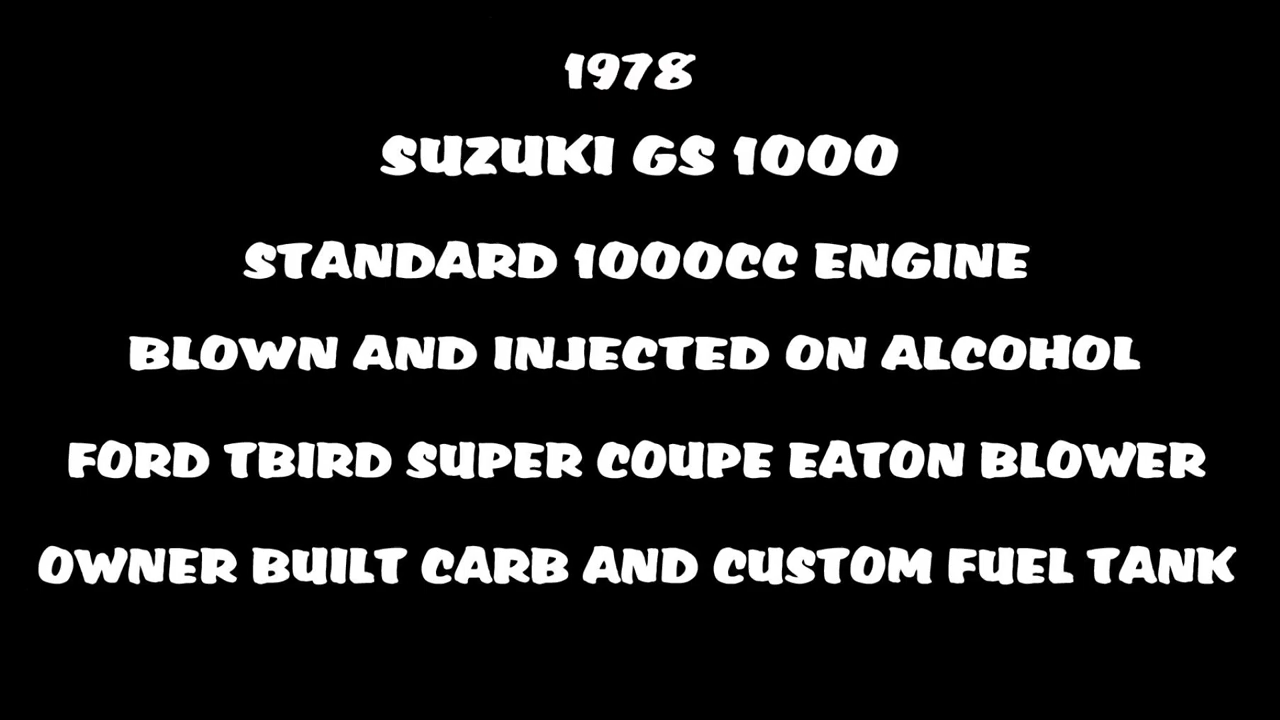 1978
SUZUKI GS 1000
STANDARD 1000CC ENGINE
BLOWN AND INJECTED ON ALCOHOL
FORD TBIRD SUPER COUPE EATON BLOWER
OWNER BUILT CARB AND CUSTOM FUEL TANK